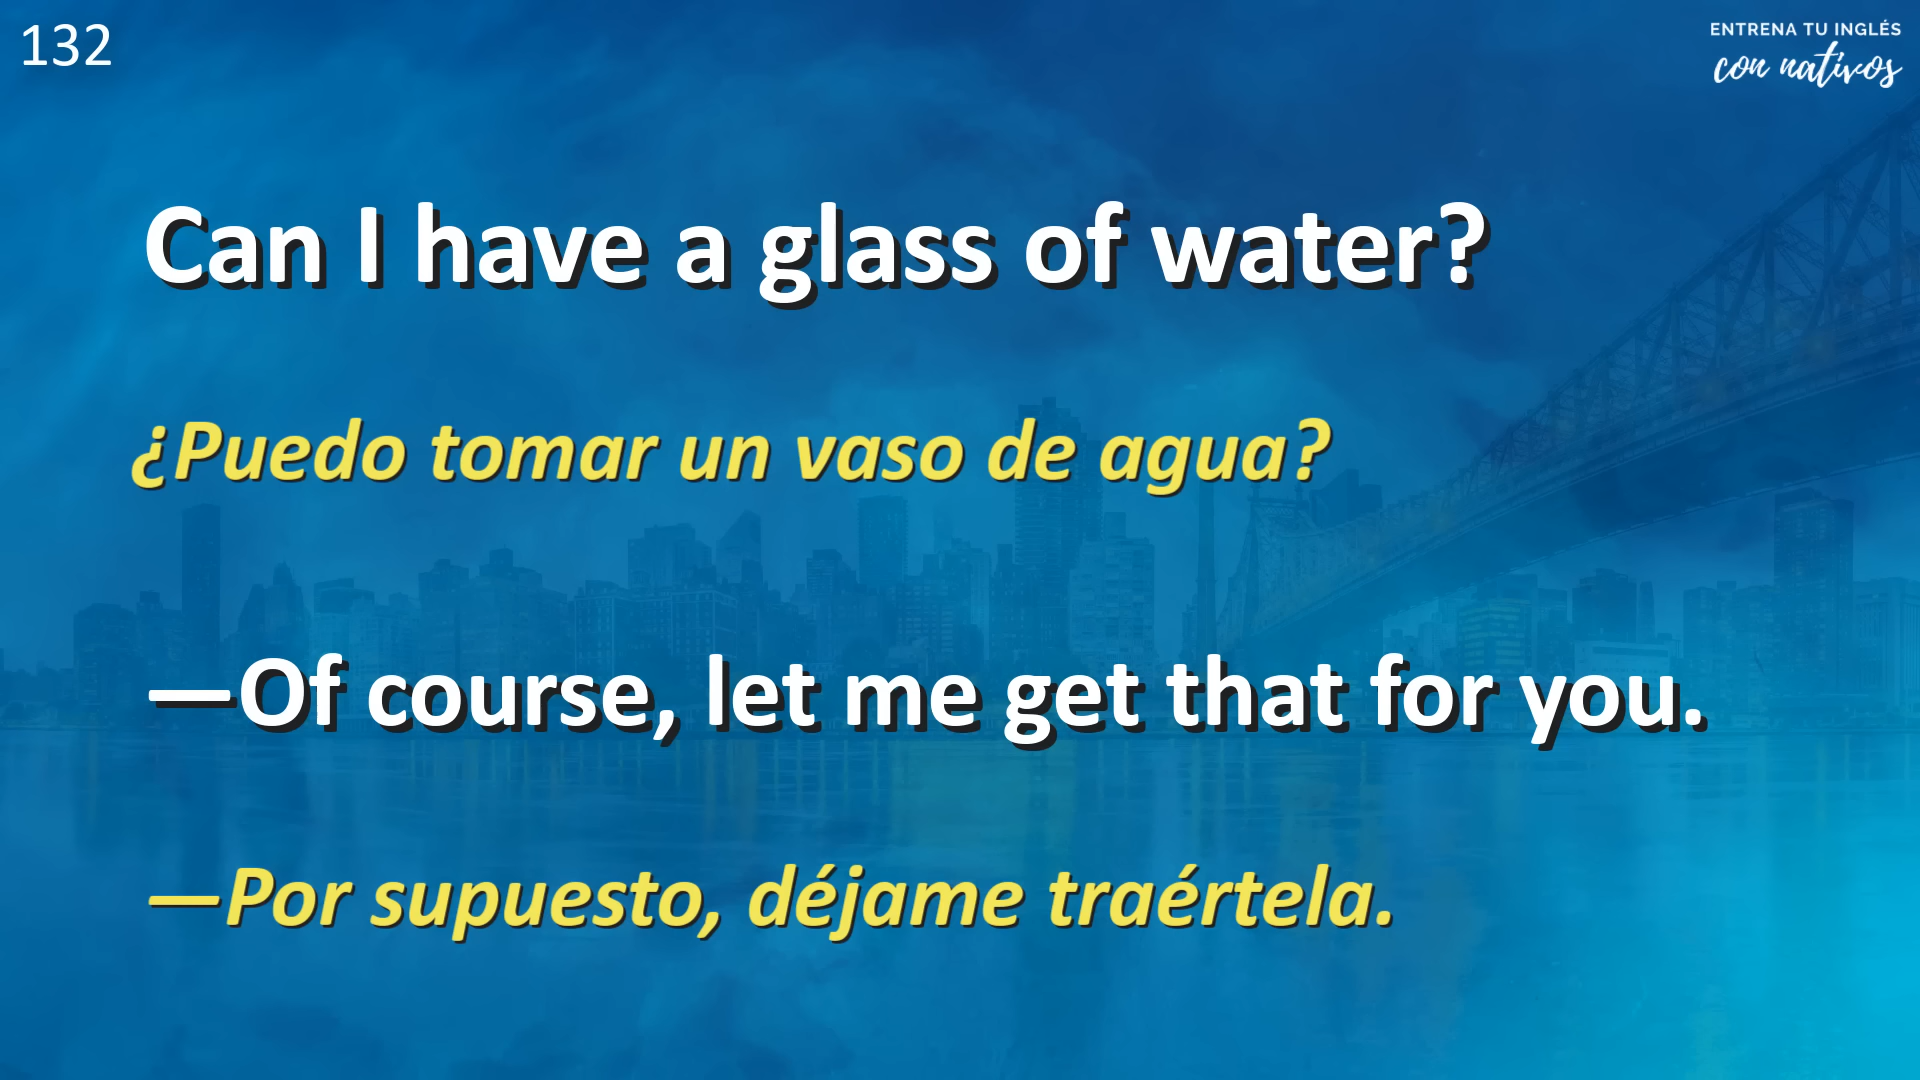 132
ENTRENA TU INGLÉS
con nativos
Can I have a glass of water?
¿Puedo tomar un vaso de agua?
—Of course, let me get that for you.
—Por supuesto, déjame traértela.